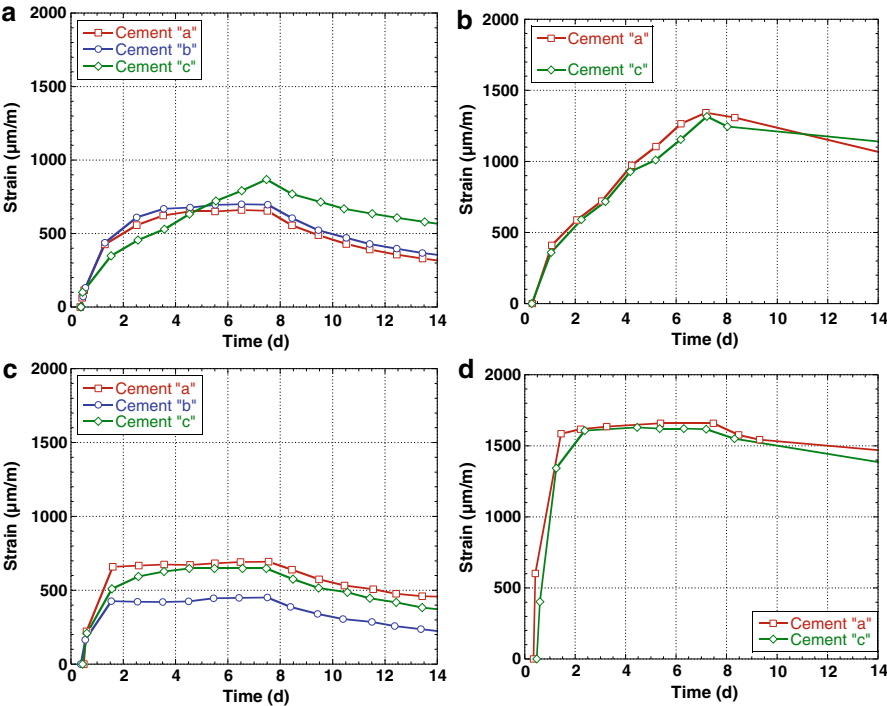 a
2000
1500
1000
500
0
Strain (µm/m)
Cement "a"
Cement "b"
Cement "c"
0 2 4 6 8 10 12 14
Time (d)
b
2000
1500
1000
500
0
Strain (µm/m)
Cement "a"
Cement "c"
0 2 4 6 8 10 12 14
Time (d)
c
2000
1500
1000
500
0
Strain (µm/m)
Cement "a"
Cement "b"
Cement "c"
0 2 4 6 8 10 12 14
Time (d)
d
2000
1500
1000
500
0
Strain (µm/m)
Cement "a"
Cement "c"
0 2 4 6 8 10 12 14
Time (d)